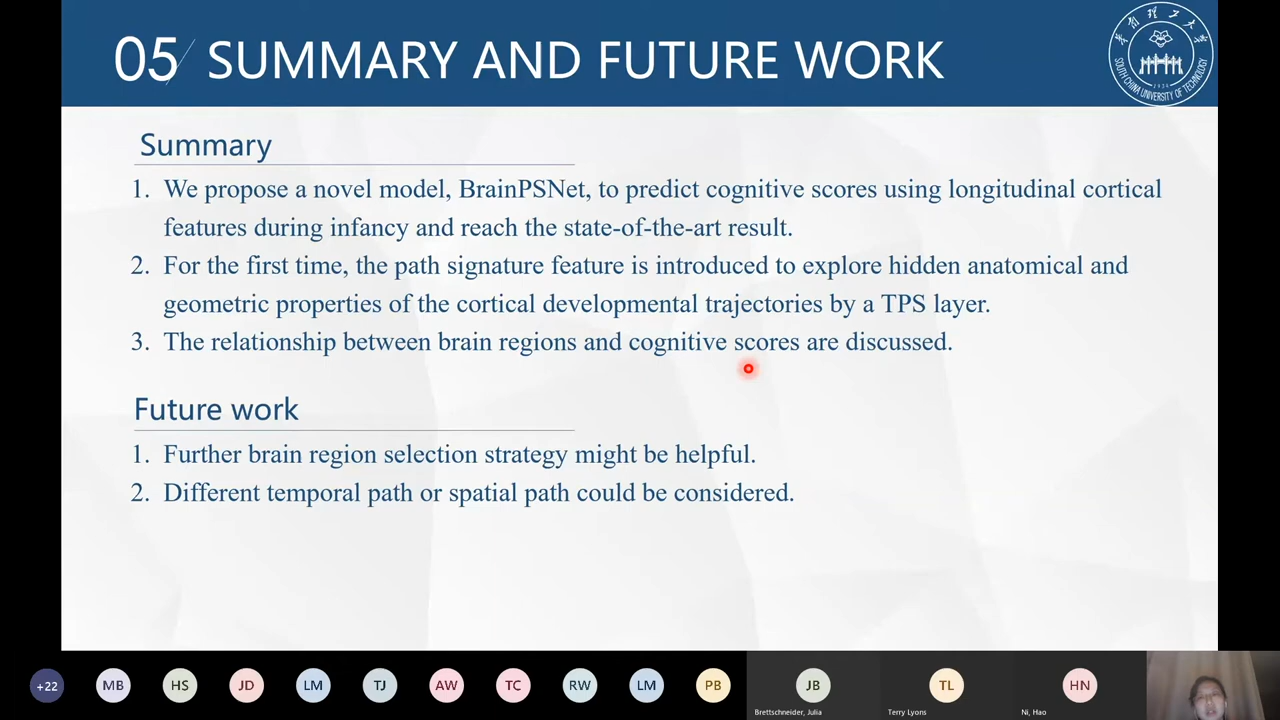 05 SUMMARY AND FUTURE WORK
SOUTH CHINA UNIVERSITY OF TECHNOLOGY
Summary
1. We propose a novel model, BrainPSNet, to predict cognitive scores using longitudinal cortical
features during infancy and reach the state-of-the-art result.
2. For the first time, the path signature feature is introduced to explore hidden anatomical and
geometric properties of the cortical developmental trajectories by a TPS layer.
3. The relationship between brain regions and cognitive scores are discussed.
Future work
1. Further brain region selection strategy might be helpful.
2. Different temporal path or spatial path could be considered.
+22 MB HS JD LM TJ AW TC RW LM PB JB TL HN
Brettschneider, Julia Terry Lyons Ni, Hao